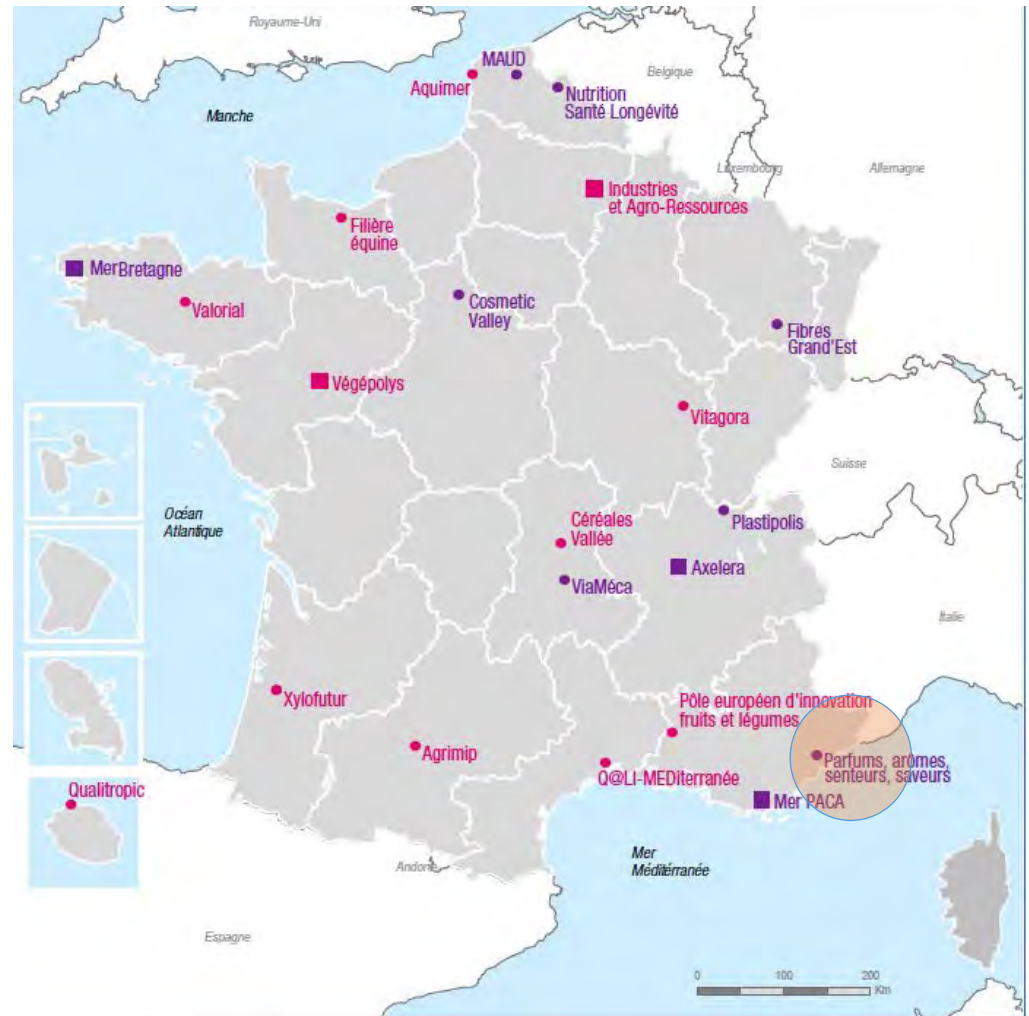 Royaume-Uni
MAUD
Belgique
Aquimer
Nutrition
Santé Longévité
Manche
Luxembourg
Allemagne
Industries
et Agro-Ressources
Filière
équine
MerBretagne
Valorial
Cosmetic
Valley
Fibres
Grand'Est
Végépolys
Vitagora
Suisse
Océan
Atlantique
Céréales
Vallée
Plastipolis
Axelera
ViaMéca
Italie
Xylofutur
Pôle européen d'innovation
fruits et légumes
Agrimip
Q@LI-MEDiterranée
Parfums, arômes,
senteurs, saveurs
Qualitropic
Mer PACA
Mer
Méditérranée
Andorre
Espagne
0 100 200
Km